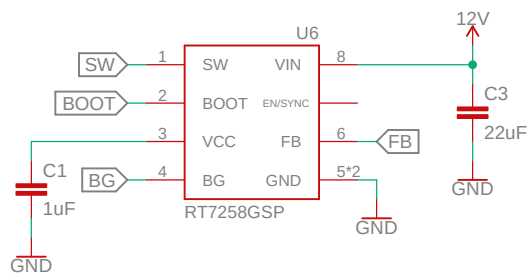 12V
U6
SW 1 SW VIN 8
C3
BOOT 2 BOOT EN/SYNC
22uF
3 VCC FB 6 FB
C1
BG 4 BG GND 5*2
GND
1uF
RT7258GSP
GND
GND